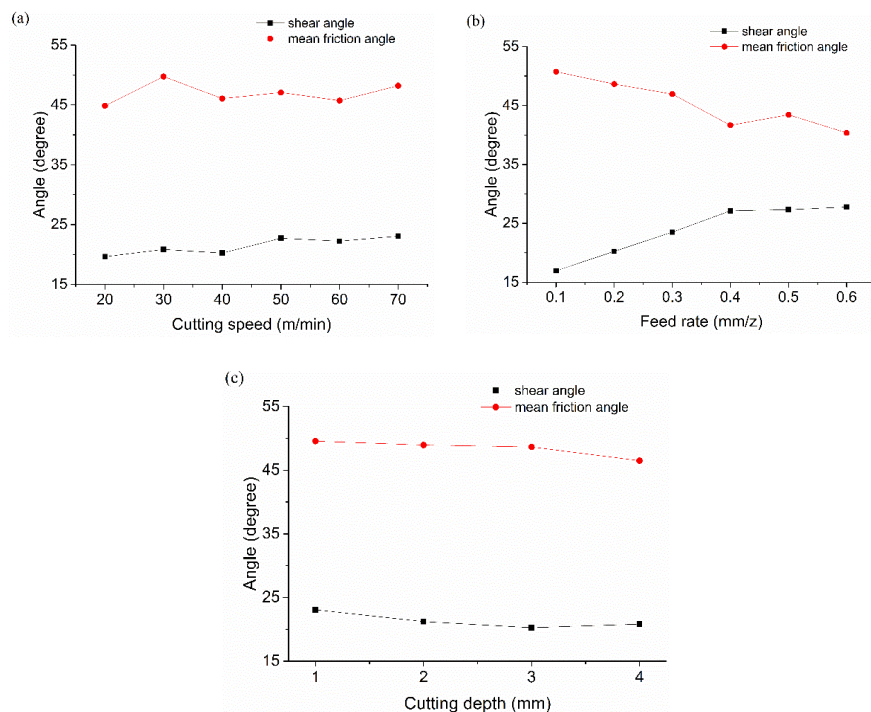 (a)
shear angle
mean friction angle
55
45
35
25
15
Angle (degree)
20 30 40 50 60 70
Cutting speed (m/min)
(b)
shear angle
mean friction angle
55
45
35
25
15
Angle (degree)
0.1 0.2 0.3 0.4 0.5 0.6
Feed rate (mm/z)
(c)
shear angle
mean friction angle
55
45
35
25
15
Angle (degree)
1 2 3 4
Cutting depth (mm)